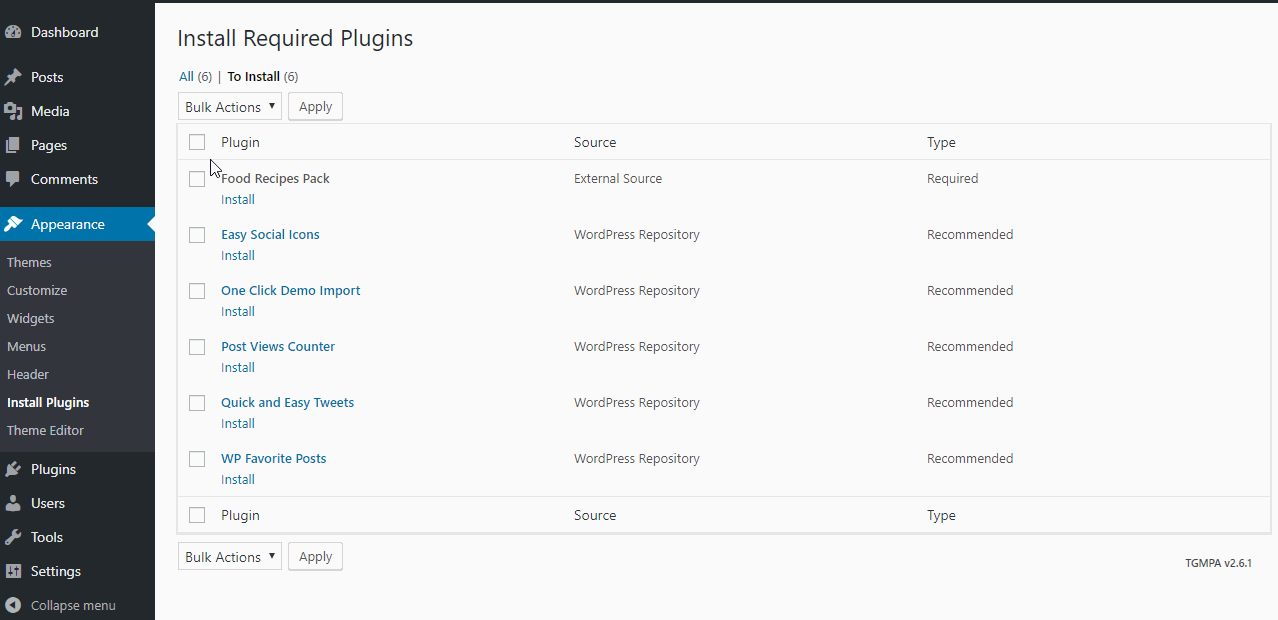 Dashboard
Posts
Media
Pages
Comments
Appearance
Themes
Customize
Widgets
Menus
Header
Install Plugins
Theme Editor
Plugins
Users
Tools
Settings
Collapse menu
Install Required Plugins
All (6) | To Install (6)
Bulk Actions Apply
Plugin Source Type
Food Recipes Pack External Source Required
Install
Easy Social Icons WordPress Repository Recommended
Install
One Click Demo Import WordPress Repository Recommended
Install
Post Views Counter WordPress Repository Recommended
Install
Quick and Easy Tweets WordPress Repository Recommended
Install
WP Favorite Posts WordPress Repository Recommended
Install
Plugin Source Type
Bulk Actions Apply
TGMPA v2.6.1